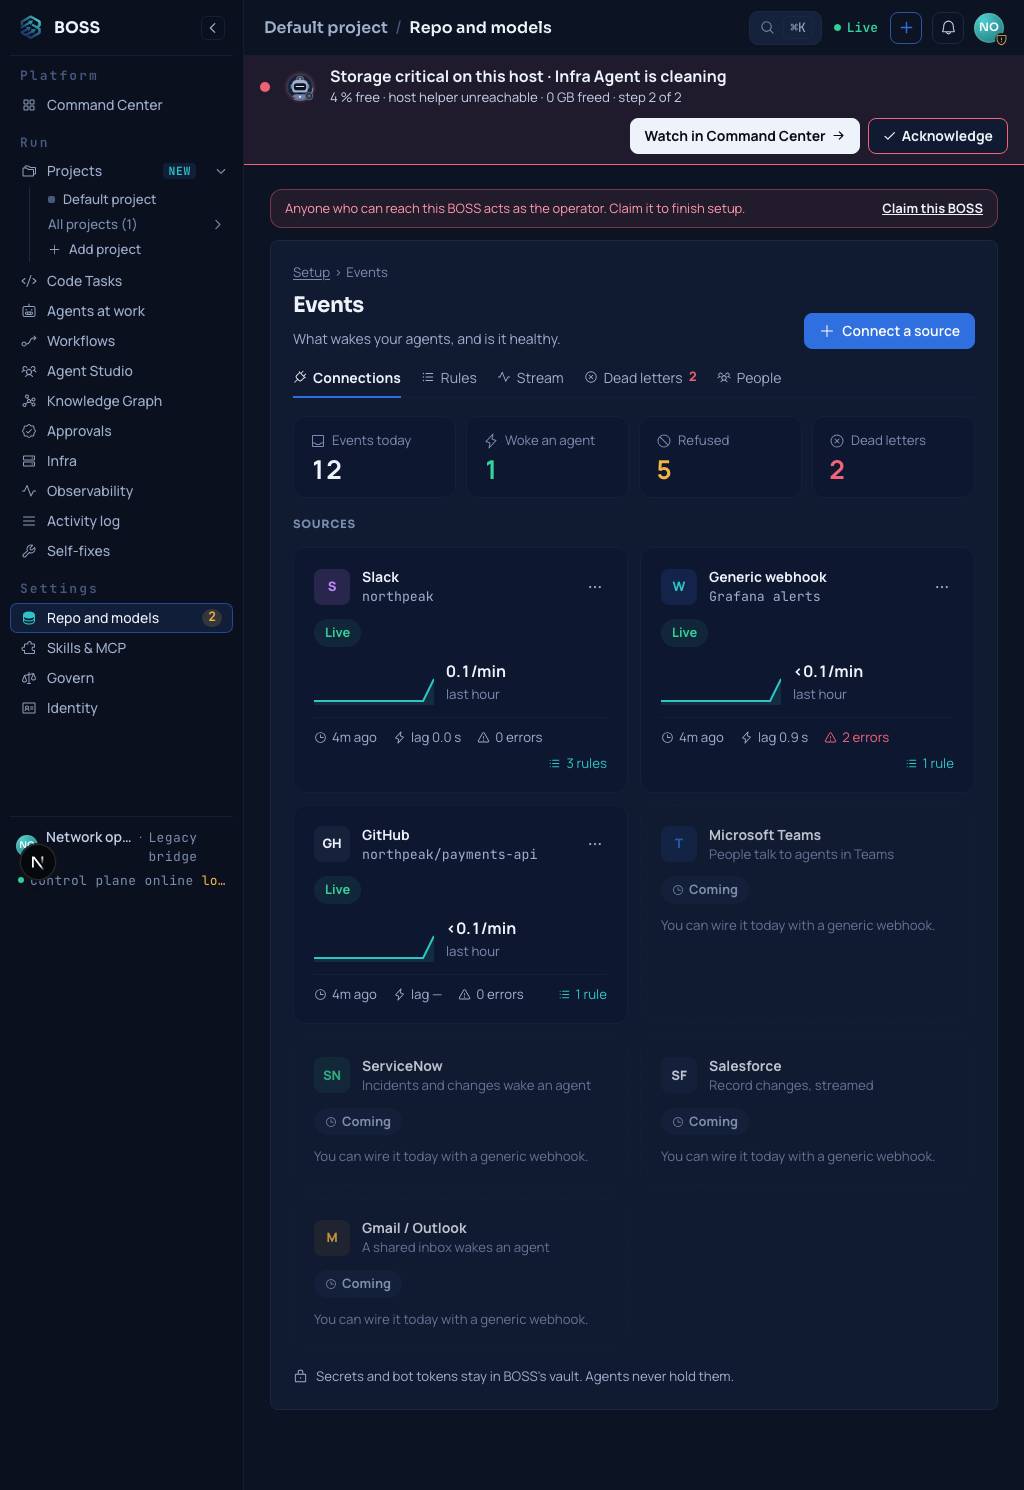 BOSS
Default project / Repo and models
⌘K
Live
NO
Platform
Command Center
Run
Projects NEW
Default project
All projects (1)
Add project
Code Tasks
Agents at work
Workflows
Agent Studio
Knowledge Graph
Approvals
Infra
Observability
Activity log
Self-fixes
Settings
Repo and models 2
Skills & MCP
Govern
Identity
Network op… · Legacy
bridge
N
control plane online lo…
Storage critical on this host · Infra Agent is cleaning
4 % free · host helper unreachable · 0 GB freed · step 2 of 2
Watch in Command Center →
Acknowledge
Anyone who can reach this BOSS acts as the operator. Claim it to finish setup. Claim this BOSS
Setup › Events
Events
What wakes your agents, and is it healthy.
+ Connect a source
Connections Rules Stream Dead letters 2 People
Events today Woke an agent Refused Dead letters
12 1 5 2
SOURCES
S Slack
northpeak
Live
0.1/min
last hour
4m ago lag 0.0 s 0 errors
3 rules
W Generic webhook
Grafana alerts
Live
<0.1/min
last hour
4m ago lag 0.9 s 2 errors
1 rule
GH GitHub
northpeak/payments-api
Live
<0.1/min
last hour
4m ago lag — 0 errors 1 rule
T Microsoft Teams
People talk to agents in Teams
Coming
You can wire it today with a generic webhook.
SN ServiceNow
Incidents and changes wake an agent
Coming
You can wire it today with a generic webhook.
SF Salesforce
Record changes, streamed
Coming
You can wire it today with a generic webhook.
M Gmail / Outlook
A shared inbox wakes an agent
Coming
You can wire it today with a generic webhook.
Secrets and bot tokens stay in BOSS's vault. Agents never hold them.